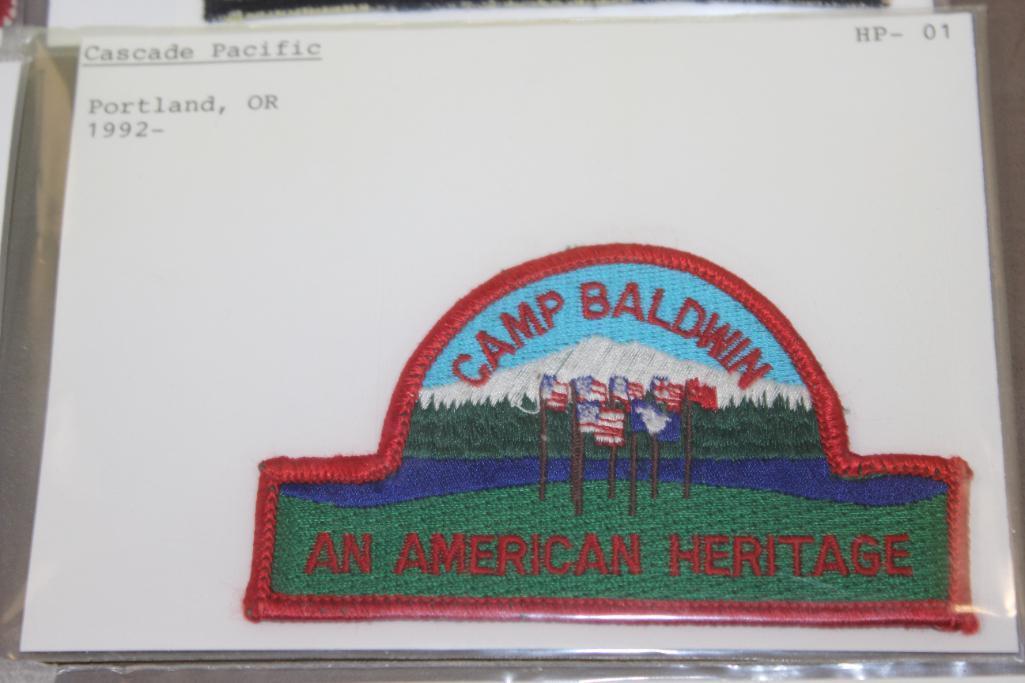 Cascade Pacific
HP- 01
Portland, OR
1992-
CAMP BALDWIN
AN AMERICAN HERITAGE